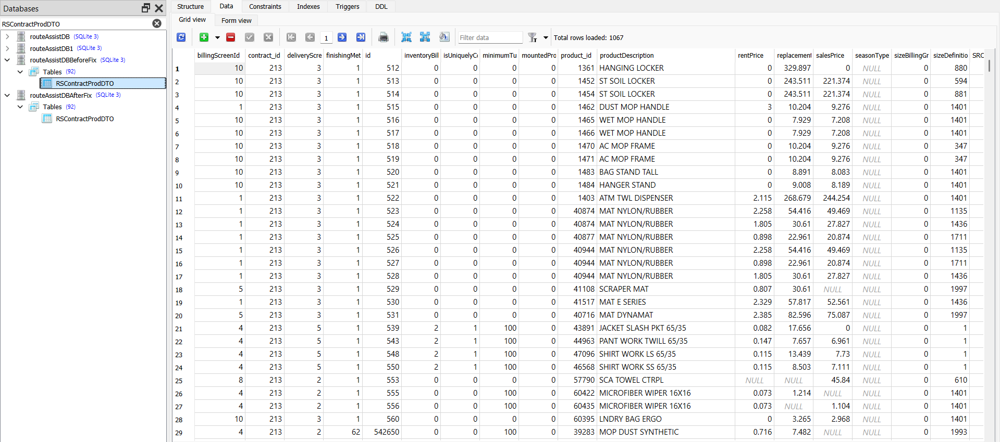 Databases
RSContractProdDTO
routeAssistDB (SQLite 3)
routeAssistDB1 (SQLite 3)
routeAssistDBBeforeFix (SQLite 3)
Tables (92)
RSContractProdDTO
routeAssistDBAfterFix (SQLite 3)
Tables (92)
RSContractProdDTO
Structure Data Constraints Indexes Triggers DDL
Grid view Form view
1 Filter data Total rows loaded: 1067
billingScreenId contract_id deliveryScre finishingMet id inventoryBill isUniquelyCo minimumTu mountedPro product_id productDescription rentPrice replacement salesPrice seasonType sizeBillingGr sizeDefinitio SRC
1 10 213 3 1 512 0 0 0 0 1361 HANGING LOCKER 0 329.897 0 NULL 0 880
2 10 213 3 1 513 0 0 0 0 1452 ST SOIL LOCKER 0 243.511 221.374 NULL 0 594
3 10 213 3 1 514 0 0 0 0 1454 ST SOIL LOCKER 0 243.511 221.374 NULL 0 881
4 1 213 3 1 515 0 0 0 0 1462 DUST MOP HANDLE 3 10.204 9.276 NULL 0 1401
5 10 213 3 1 516 0 0 0 0 1465 WET MOP HANDLE 0 7.929 7.208 NULL 0 1401
6 10 213 3 1 517 0 0 0 0 1466 WET MOP HANDLE 0 7.929 7.208 NULL 0 1401
7 10 213 3 1 518 0 0 0 0 1470 AC MOP FRAME 0 10.204 9.276 NULL 0 347
8 10 213 3 1 519 0 0 0 0 1471 AC MOP FRAME 0 10.204 9.276 NULL 0 347
9 10 213 3 1 520 0 0 0 0 1483 BAG STAND TALL 0 8.891 8.083 NULL 0 1401
10 10 213 3 1 521 0 0 0 0 1484 HANGER STAND 0 9.008 8.189 NULL 0 1401
11 1 213 3 1 522 0 0 0 0 1403 ATM TWL DISPENSER 2.115 268.679 244.254 NULL 0 1401
12 1 213 3 1 523 0 0 0 0 40874 MAT NYLON/RUBBER 2.258 54.416 49.469 NULL 0 1135
13 1 213 3 1 524 0 0 0 0 40874 MAT NYLON/RUBBER 1.805 30.61 27.827 NULL 0 1436
14 1 213 3 1 525 0 0 0 0 40877 MAT NYLON/RUBBER 0.898 22.961 20.874 NULL 0 1711
15 1 213 3 1 526 0 0 0 0 40944 MAT NYLON/RUBBER 2.258 54.416 49.469 NULL 0 1135
16 1 213 3 1 527 0 0 0 0 40944 MAT NYLON/RUBBER 0.898 22.961 20.874 NULL 0 1711
17 1 213 3 1 528 0 0 0 0 40944 MAT NYLON/RUBBER 1.805 30.61 27.827 NULL 0 1436
18 5 213 3 1 529 0 0 0 0 41108 SCRAPER MAT 0.807 30.61 NULL NULL 0 1997
19 1 213 3 1 530 0 0 0 0 41517 MAT E SERIES 2.329 57.817 52.561 NULL 0 1436
20 5 213 3 1 531 0 0 0 0 40716 MAT DYNAMAT 2.385 82.596 75.087 NULL 0 1997
21 4 213 5 1 539 2 1 100 0 43891 JACKET SLASH PKT 65/35 0.082 17.656 0 NULL 0 1
22 4 213 5 1 543 2 1 100 0 44963 PANT WORK TWILL 65/35 0.147 7.657 6.961 NULL 0 1
23 4 213 5 1 548 2 1 100 0 47096 SHIRT WORK LS 65/35 0.115 13.439 7.73 NULL 0 1
24 4 213 5 1 550 2 1 100 0 46568 SHIRT WORK SS 65/35 0.115 8.503 7.111 NULL 0 1
25 8 213 2 1 553 0 0 0 0 57790 SCA TOWEL CTRPL NULL NULL 45.84 NULL 0 610
26 4 213 2 1 555 0 0 100 0 60422 MICROFIBER WIPER 16X16 0.073 1.214 NULL NULL 0 1401
27 4 213 2 1 556 0 0 100 0 60435 MICROFIBER WIPER 16X16 0.073 NULL 1.104 NULL 0 1401
28 10 213 3 1 560 0 0 0 0 60395 LNDRY BAG ERGO 0 3.265 2.968 NULL 0 1401
29 4 213 2 62 542650 0 0 100 0 39283 MOP DUST SYNTHETIC 0.716 7.482 NULL NULL 0 1993